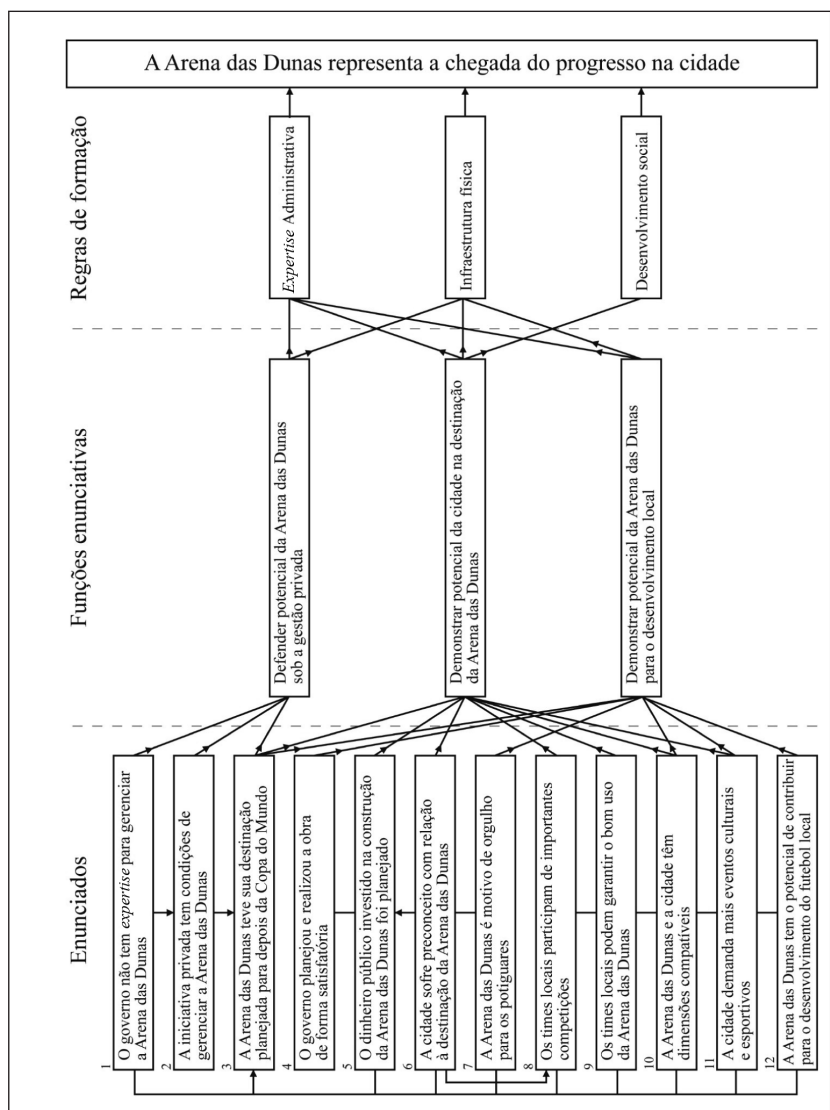 A Arena das Dunas representa a chegada do progresso na cidade
Regras de formação
Expertise Administrativa
Infraestrutura física
Desenvolvimento social
Funções enunciativas
Defender potencial da Arena das Dunas
sob a gestão privada
Demonstrar potencial da cidade na destinação
da Arena das Dunas
Demonstrar potencial da Arena das Dunas
para o desenvolvimento local
Enunciados
1
O governo não tem expertise para gerenciar
a Arena das Dunas
2
A iniciativa privada tem condições de
gerenciar a Arena das Dunas
3
A Arena das Dunas teve sua destinação
planejada para depois da Copa do Mundo
4
O governo planejou e realizou a obra
de forma satisfatória
5
O dinheiro público investido na construção
da Arena das Dunas foi planejado
6
A cidade sofre preconceito com relação
à destinação da Arena das Dunas
7
A Arena das Dunas é motivo de orgulho
para os potiguares
8
Os times locais participam de importantes
competições
9
Os times locais podem garantir o bom uso
da Arena das Dunas
10
A Arena das Dunas e a cidade têm
dimensões compatíveis
11
A cidade demanda mais eventos culturais
e esportivos
12
A Arena das Dunas tem o potencial de contribuir
para o desenvolvimento do futebol local